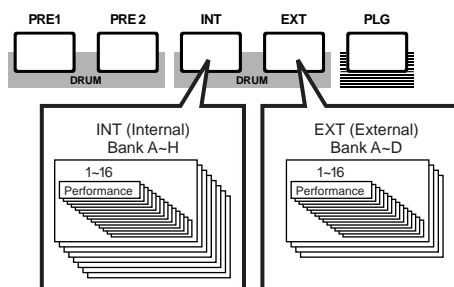 PRE1 PRE 2 INT EXT PLG
DRUM DRUM
INT (Internal)
Bank A~H
1~16
Performance
EXT (External)
Bank A~D
1~16
Performance